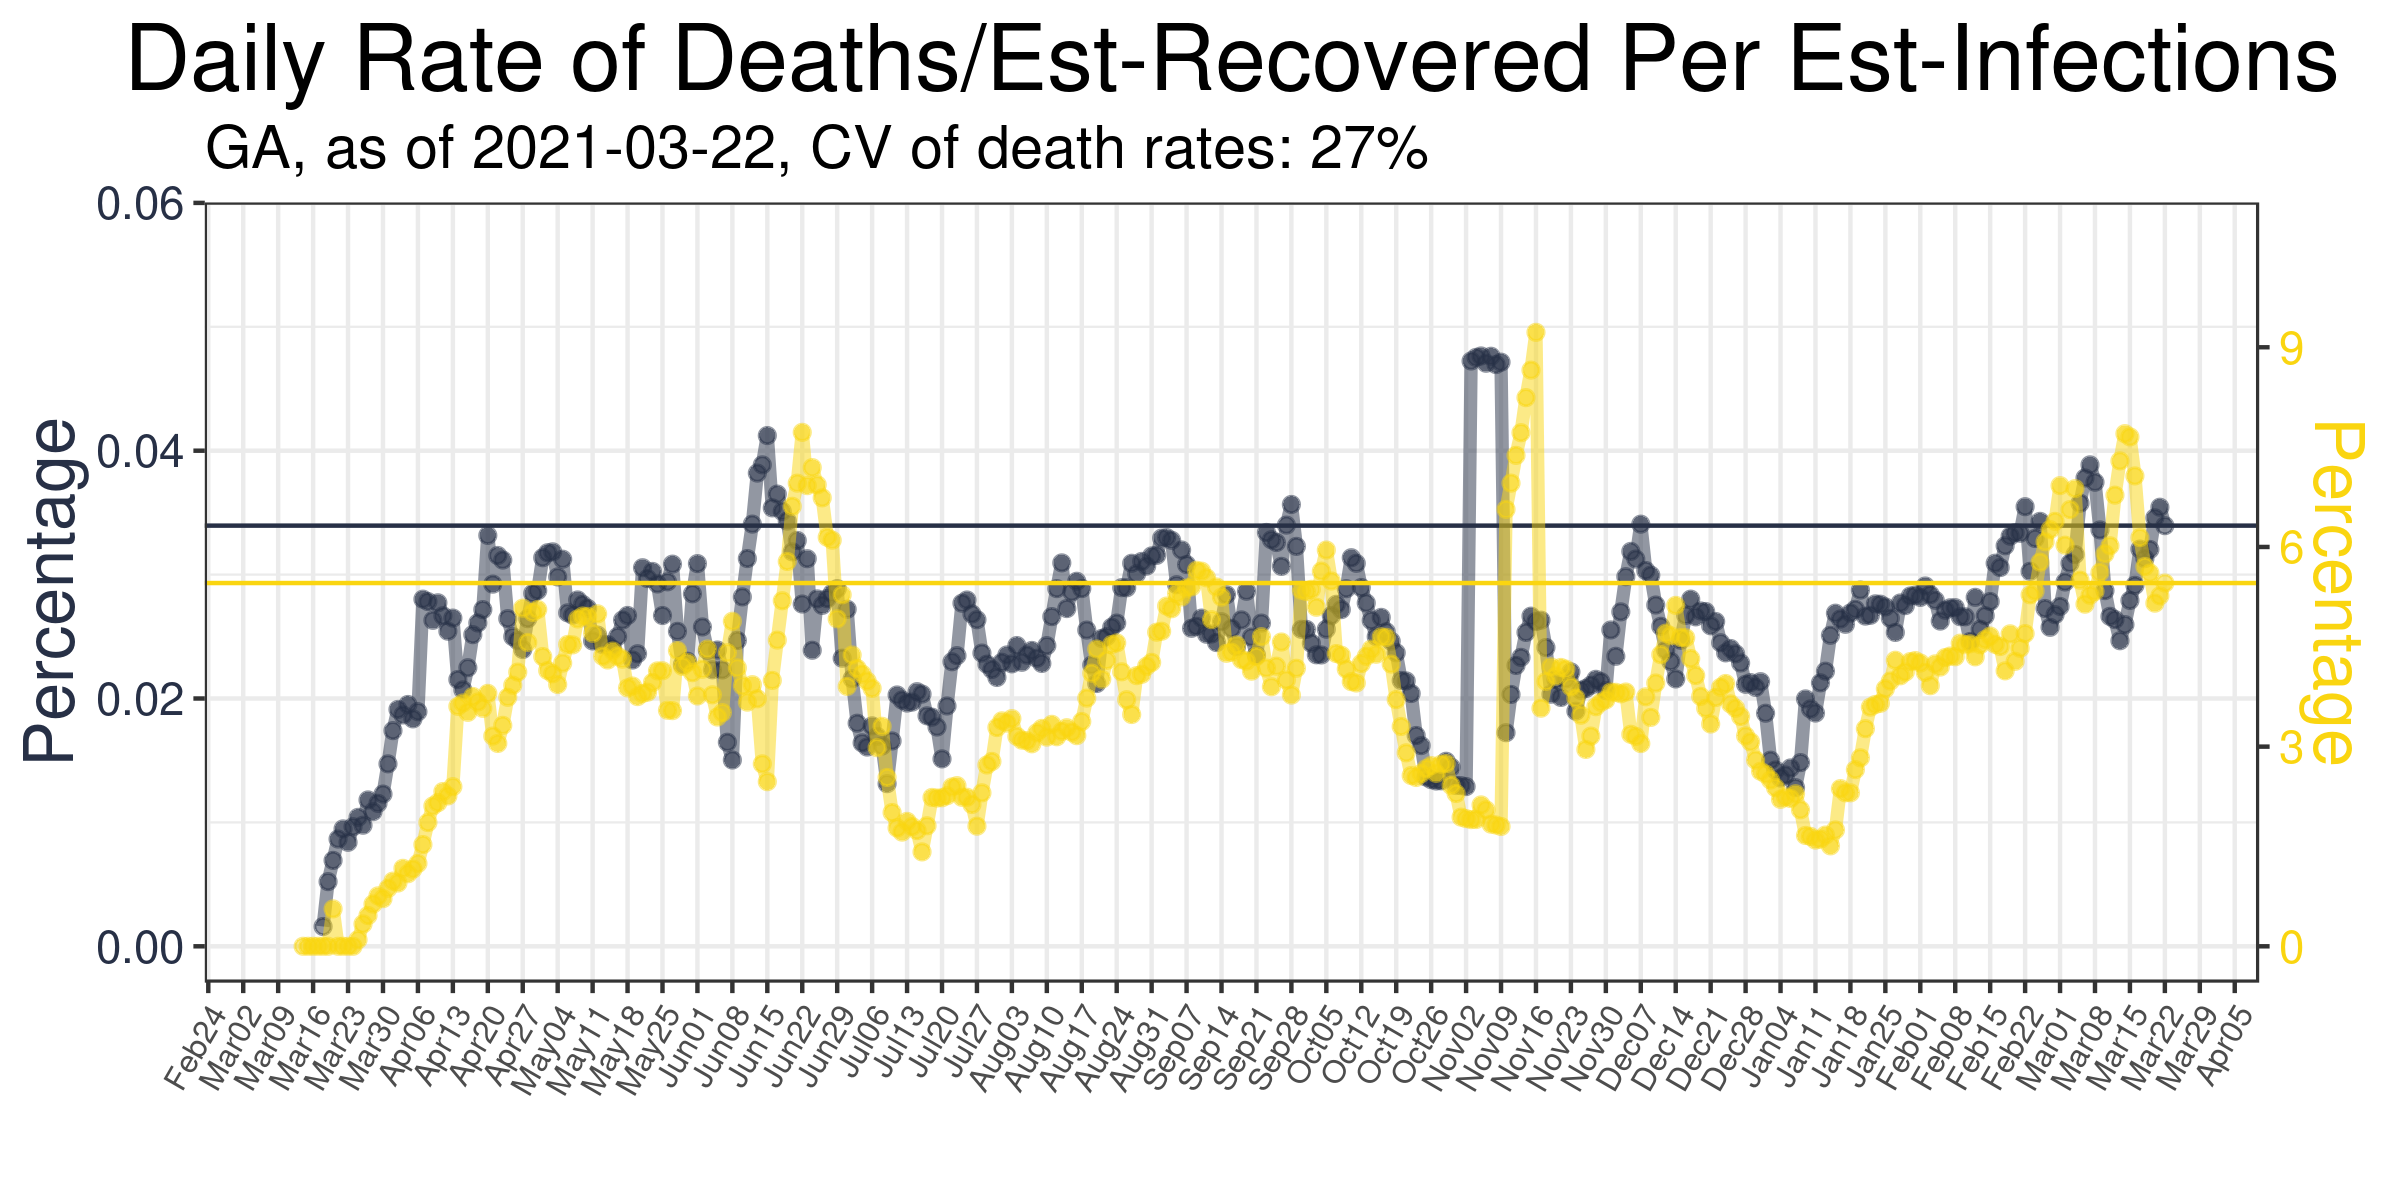 Daily Rate of Deaths/Est-Recovered Per Est-Infections
GA, as of 2021-03-22, CV of death rates: 27%
0.06
0.04
0.02
0.00
Percentage
9
6
3
0
Percentage
Feb24
Mar02
Mar09
Mar16
Mar23
Mar30
Apr06
Apr13
Apr20
Apr27
May04
May11
May18
May25
Jun01
Jun08
Jun15
Jun22
Jun29
Jul06
Jul13
Jul20
Jul27
Aug03
Aug10
Aug17
Aug24
Aug31
Sep07
Sep14
Sep21
Sep28
Oct05
Oct12
Oct19
Oct26
Nov02
Nov09
Nov16
Nov23
Nov30
Dec07
Dec14
Dec21
Dec28
Jan04
Jan11
Jan18
Jan25
Feb01
Feb08
Feb15
Feb22
Mar01
Mar08
Mar15
Mar22
Mar29
Apr05